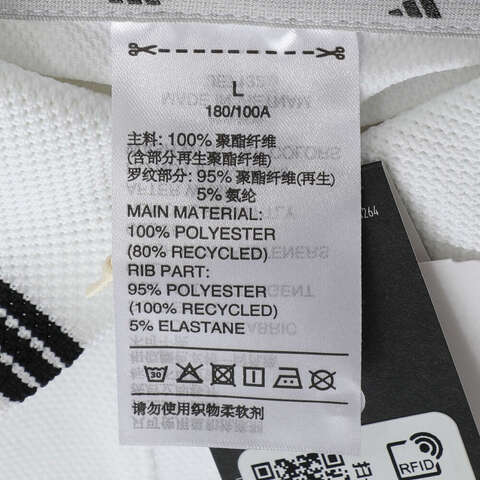 L
180/100A
主料: 100% 聚酯纤维
(含部分再生聚酯纤维)
罗纹部分: 95% 聚酯纤维(再生)
5% 氨纶
MAIN MATERIAL:
100% POLYESTER
(80% RECYCLED)
RIB PART:
95% POLYESTER
(100% RECYCLED)
5% ELASTANE
30
请勿使用织物柔软剂
264
RFID